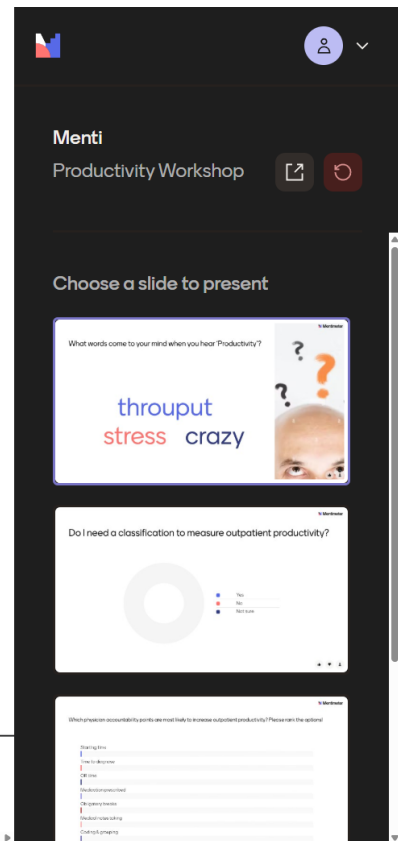 Menti
Productivity Workshop
Choose a slide to present
Mentimeter
What words come to your mind when you hear 'Productivity'?
throuput
stress crazy
Mentimeter
Do I need a classification to measure outpatient productivity?
Yes
No
Not sure
Mentimeter
Which physician accountability points are most likely to increase outpatient productivity? Please rank the options!
Starting time
Time to diagnose
Off time
Medication prescribed
Medical notes taking
Coding & grouping